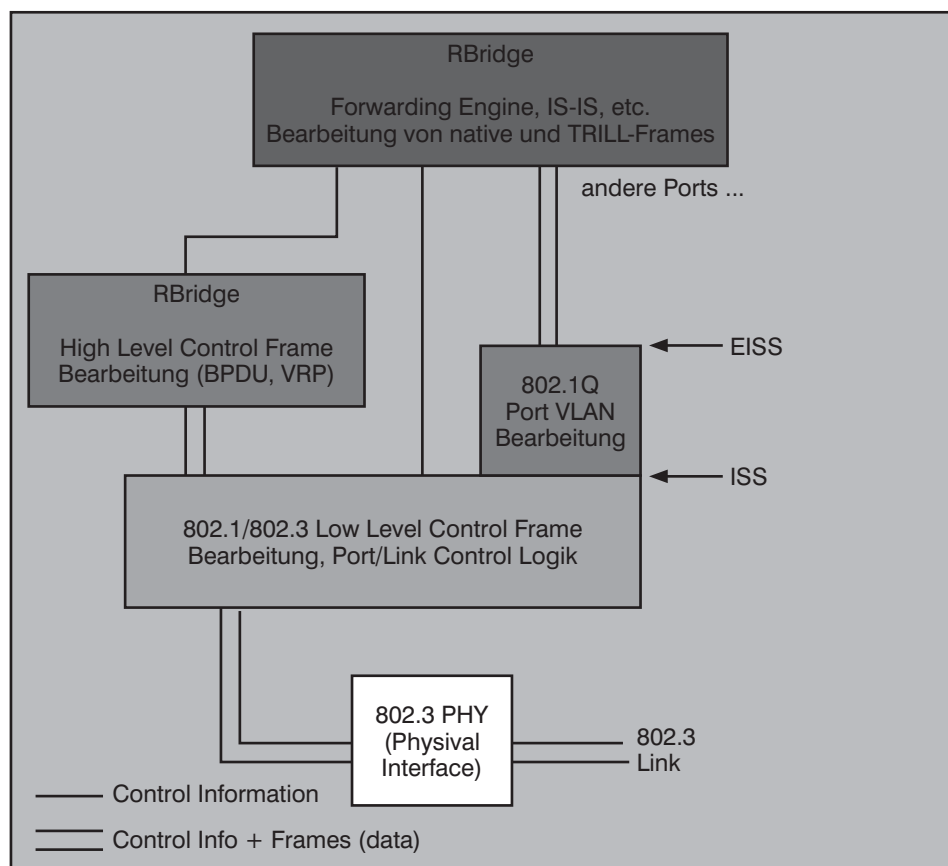 RBridge
Forwarding Engine, IS-IS, etc.
Bearbeitung von native und TRILL-Frames
andere Ports ...
RBridge
High Level Control Frame
Bearbeitung (BPDU, VRP)
EISS
802.1Q
Port VLAN
Bearbeitung
ISS
802.1/802.3 Low Level Control Frame
Bearbeitung, Port/Link Control Logik
802.3 PHY
(Physival
Interface)
802.3
Link
Control Information
Control Info + Frames (data)